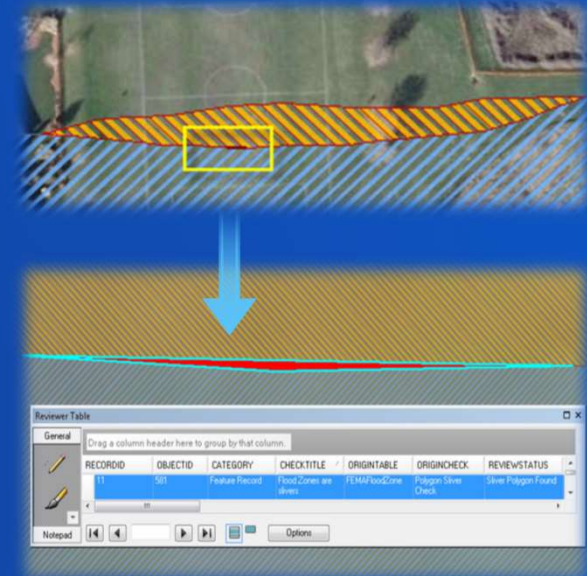 Reviewer Table
General
Drag a column header here to group by that column.
RECORDID OBJECTID CATEGORY CHECKTITLE ORIGINTABLE ORIGINCHECK REVIEWSTATUS
11 501 Feature Record Flood Zones are slivers FEMAFloodZone Polygon Sliver Check Sliver Polygon Found
Notepad
Options